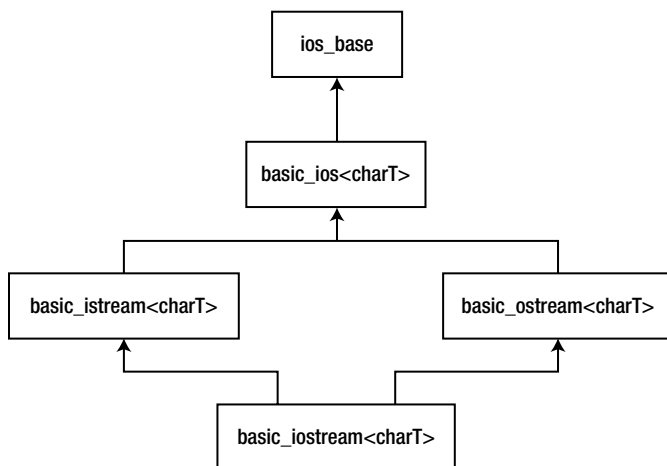 ios_base
basic_ios<charT>
basic_istream<charT>
basic_ostream<charT>
basic_iostream<charT>